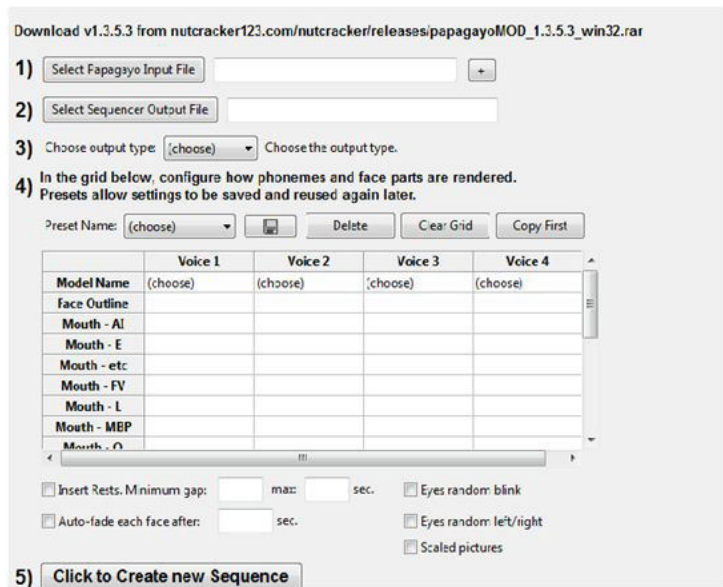 Download v1.3.5.3 from nutcracker123.com/nutcracker/releases/papagayoMOD_1.3.5.3_win32.rar
1) Select Papagayo Input File +
2) Select Sequencer Output File
3) Choose output type: (choose) Choose the output type.
4) In the grid below, configure how phonemes and face parts are rendered.
Presets allow settings to be saved and reused again later.
Preset Name: (choose) Delete Clear Grid Copy First
Voice 1 Voice 2 Voice 3 Voice 4
Model Name (choose) (choose) (choose) (choose)
Face Outline
Mouth - AI
Mouth - E
Mouth - etc
Mouth - FV
Mouth - L
Mouth - MBP
Mouth - O
Insert Rests. Minimum gap: max: sec. Eyes random blink
Auto-fade each face after: sec. Eyes random left/right
Scaled pictures
5) Click to Create new Sequence